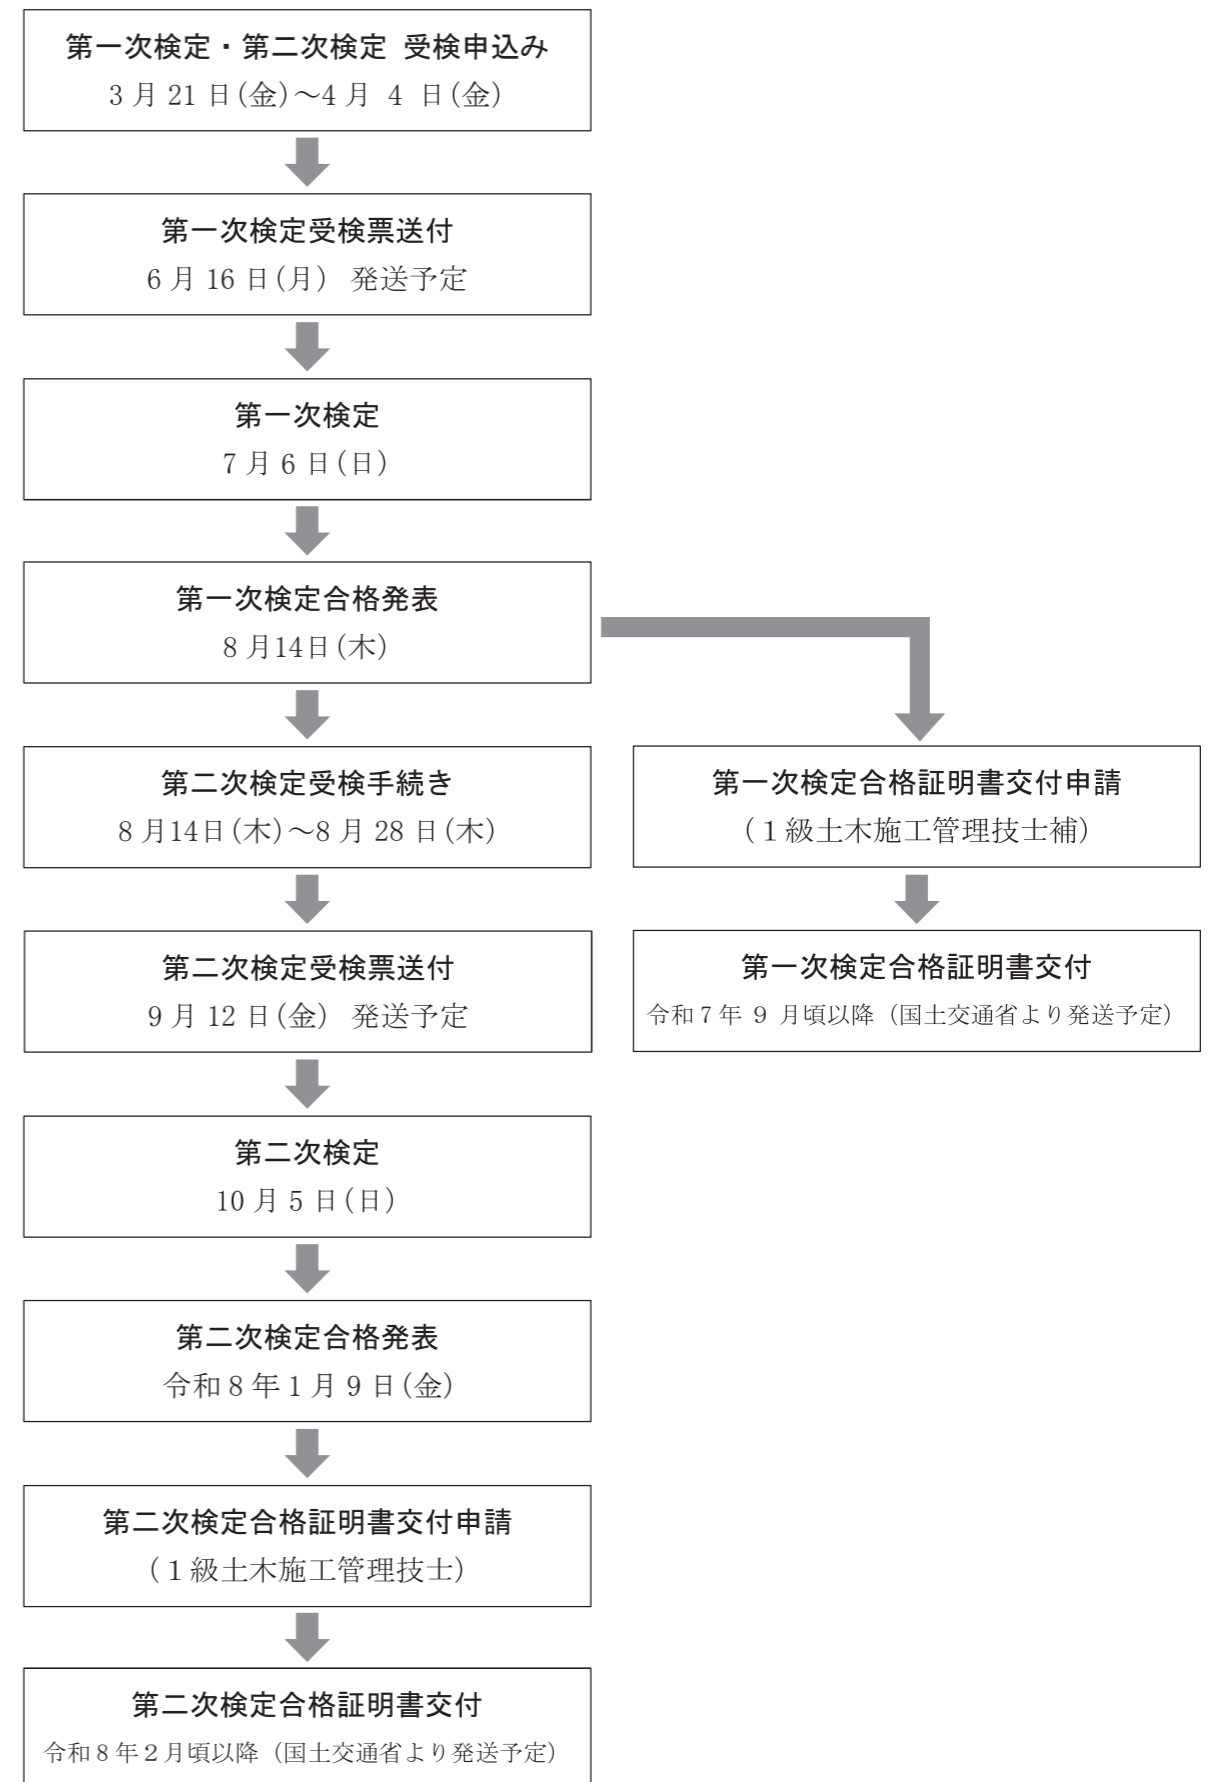 第一次検定・第二次検定 受検申込み
3月21日(金)～4月 4 日(金)
第一次検定受検票送付
6月16日(月) 発送予定
第一次検定
7月6日(日)
第一次検定合格発表
8月14日(木)
第二次検定受検手続き
8月14日(木)～8月28日(木)
第一次検定合格証明書交付申請
（１級土木施工管理技士補）
第二次検定受検票送付
9月12日(金) 発送予定
第一次検定合格証明書交付
令和7年 9 月頃以降（国土交通省より発送予定）
第二次検定
10月5日(日)
第二次検定合格発表
令和8年1月9日(金)
第二次検定合格証明書交付申請
（１級土木施工管理技士）
第二次検定合格証明書交付
令和8年2月頃以降（国土交通省より発送予定）